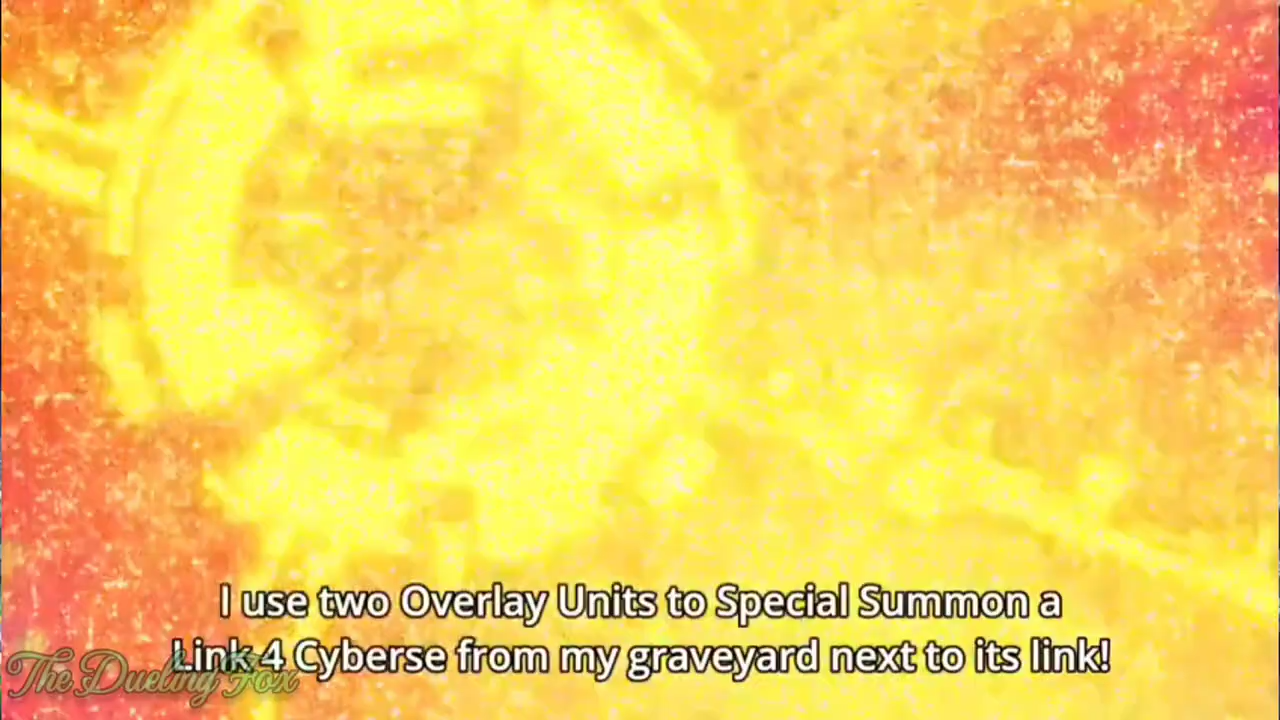 I use two Overlay Units to Special Summon a
Link 4 Cyberse from my graveyard next to its link!
The Dueling Fox